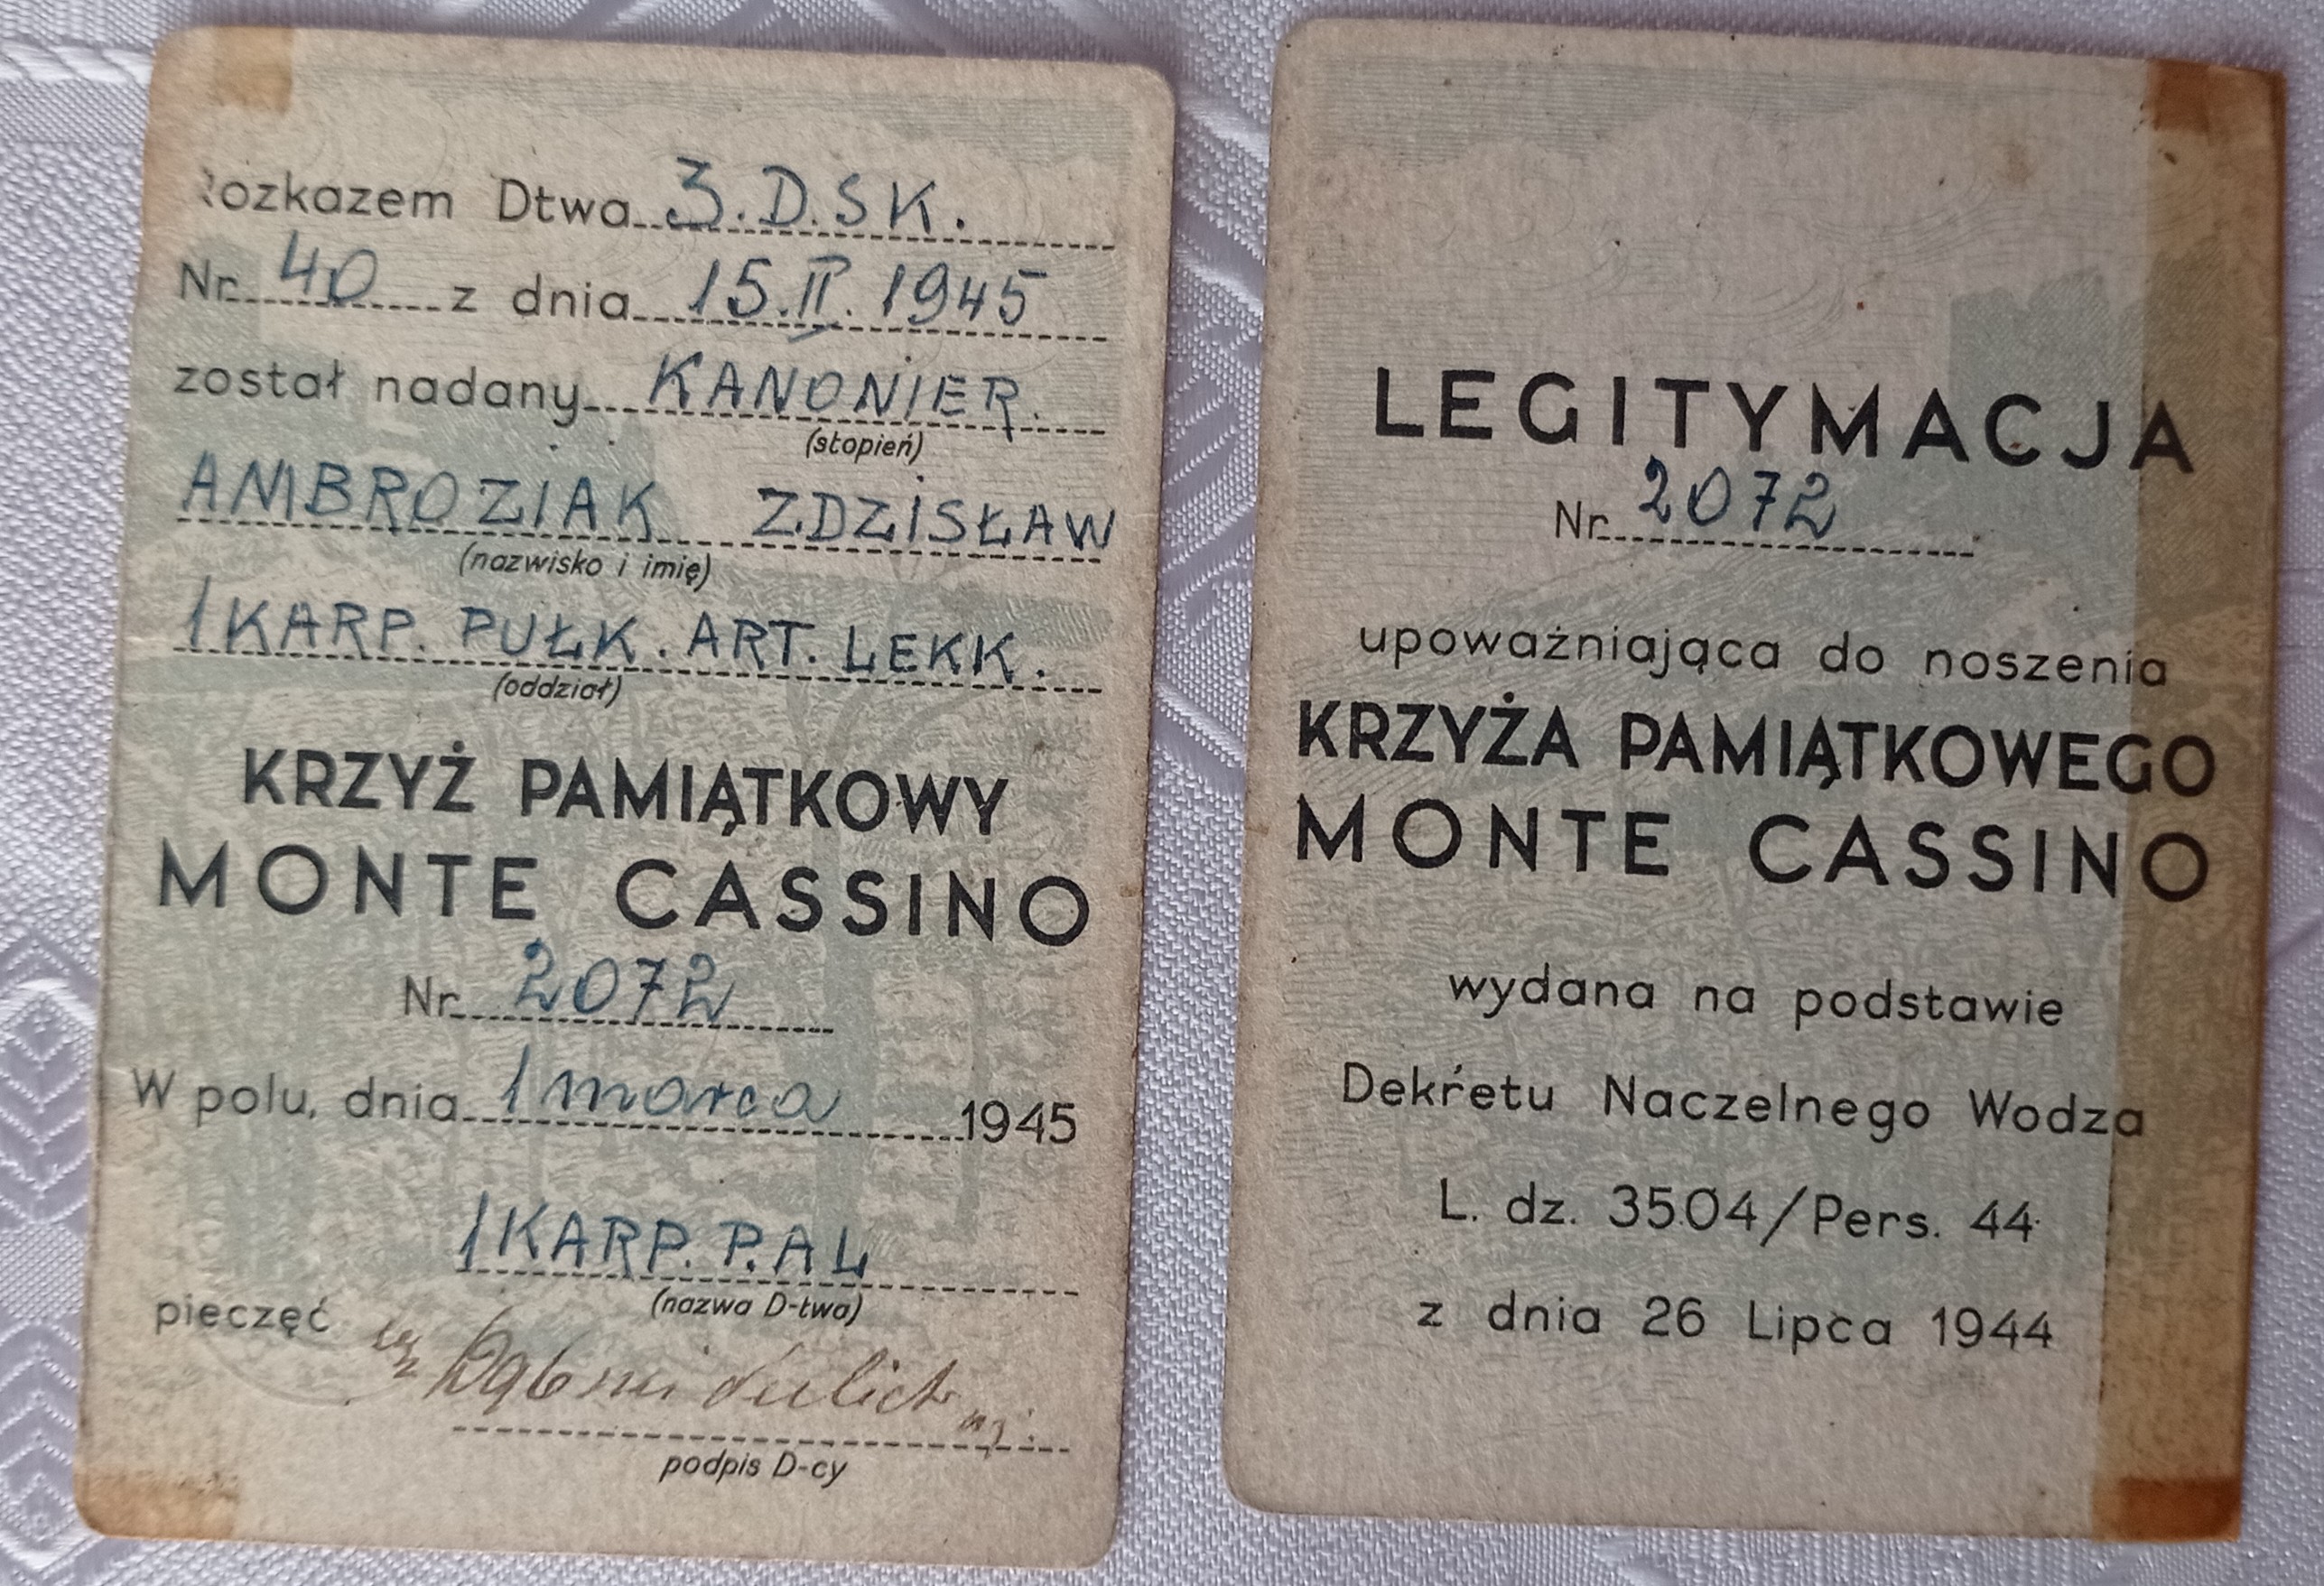 Rozkazem Dtwa 3.D.S.K.
Nr. 40 z dnia 15.II.1945
został nadany KANONIER.
(stopień)
AMBROZIAK ZDZISŁAW
(nazwisko i imię)
1 KARP. PUŁK. ART. LEKK.
(oddział)
KRZYŻ PAMIĄTKOWY
MONTE CASSINO
Nr. 2072
W polu, dnia 1 marca 1945
1 KARP. P.A.L
(nazwa D-twa)
pieczęć
podpis D-cy
LEGITYMACJA
Nr. 2072
upoważniająca do noszenia
KRZYŻA PAMIĄTKOWEGO
MONTE CASSINO
wydana na podstawie
Dekretu Naczelnego Wodza
L. dz. 3504/Pers. 44
z dnia 26 Lipca 1944